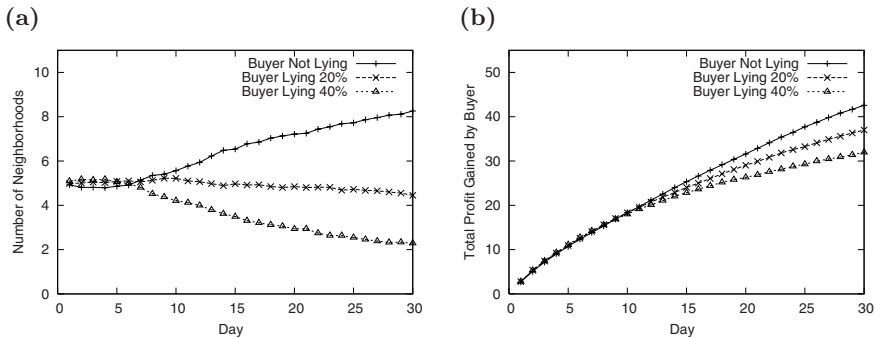 (a)
Number of Neighborhoods
10
8
6
4
2
0
0 5 10 15 20 25 30
Day
Buyer Not Lying
Buyer Lying 20%
Buyer Lying 40%
(b)
Total Profit Gained by Buyer
50
40
30
20
10
0
0 5 10 15 20 25 30
Day
Buyer Not Lying
Buyer Lying 20%
Buyer Lying 40%